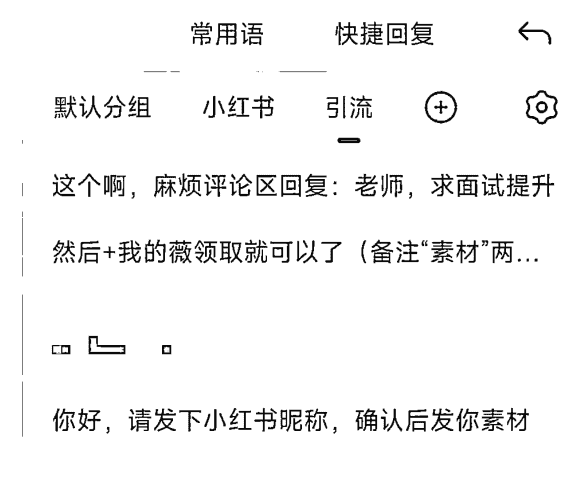 常用语 快捷回复
默认分组 小红书 引流
这个啊，麻烦评论区回复：老师，求面试提升
然后+我的薇领取就可以了（备注“素材”两...
你好，请发下小红书昵称，确认后发你素材